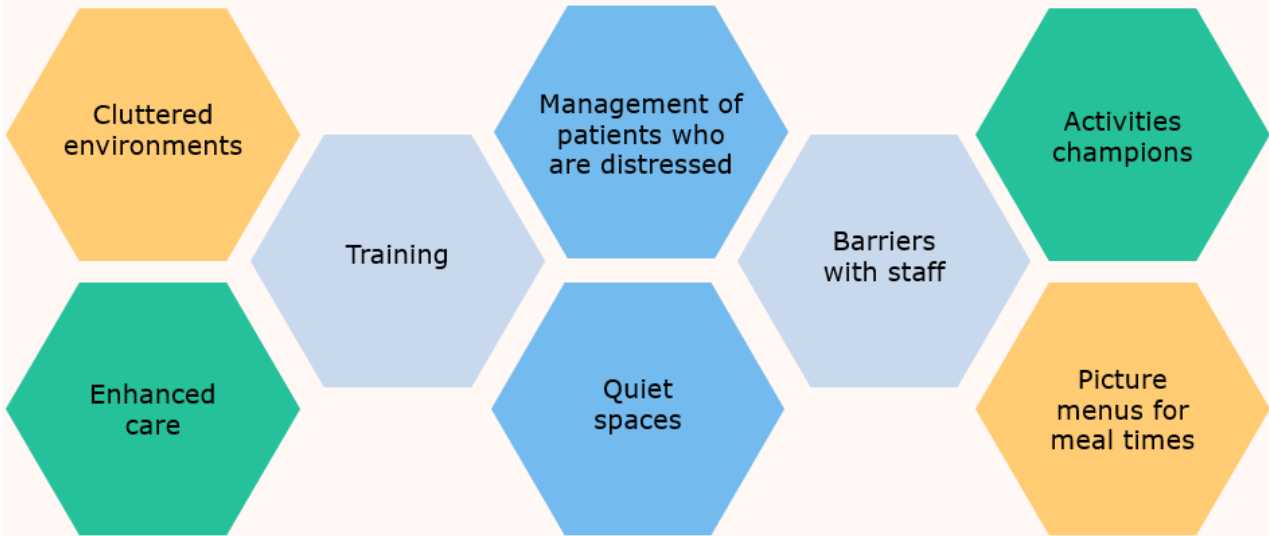 Cluttered
environments
Training
Management of
patients who
are distressed
Barriers
with staff
Activities
champions
Enhanced
care
Quiet
spaces
Picture
menus for
meal times